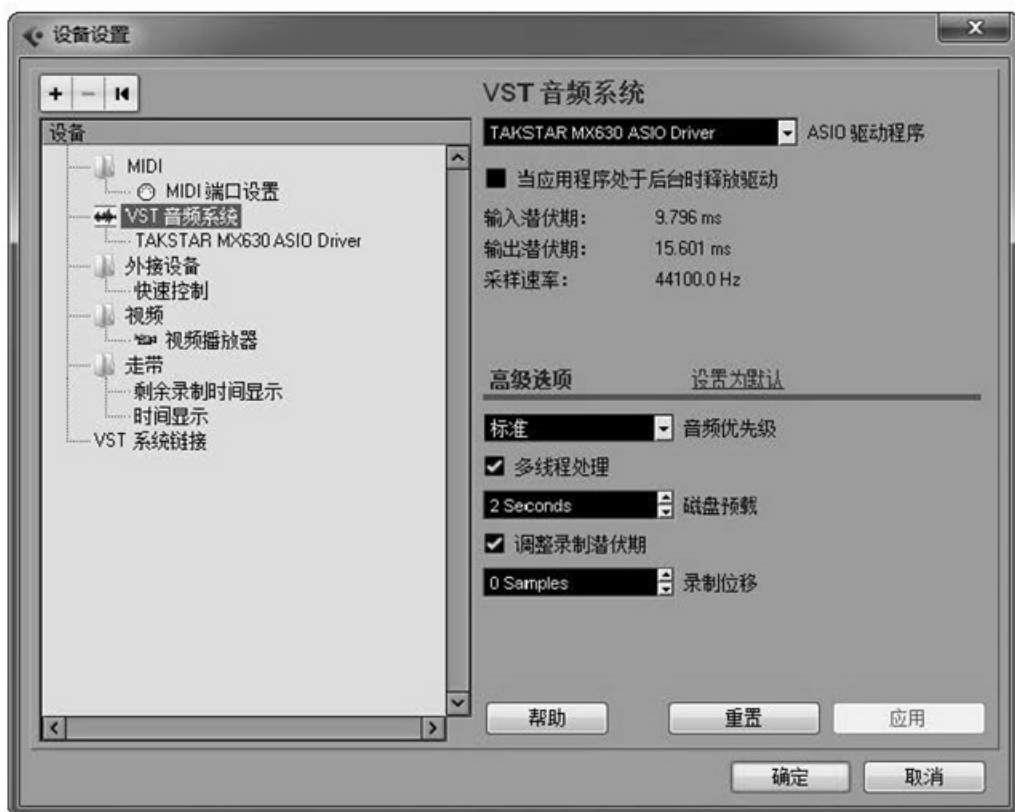 设备设置
设备
MIDI
MIDI 端口设置
VST 音频系统
TAKSTAR MX630 ASIO Driver
外接设备
快速控制
视频
视频播放器
走带
剩余录制时间显示
时间显示
VST 系统链接
VST 音频系统
TAKSTAR MX630 ASIO Driver ASIO 驱动程序
当应用程序处于后台时释放驱动
输入潜伏期: 9.796 ms
输出潜伏期: 15.601 ms
采样速率: 44100.0 Hz
高级选项 设置为默认
标准 音频优先级
多线程处理
2 Seconds 磁盘预载
调整录制潜伏期
0 Samples 录制位移
帮助 重置 应用
确定 取消